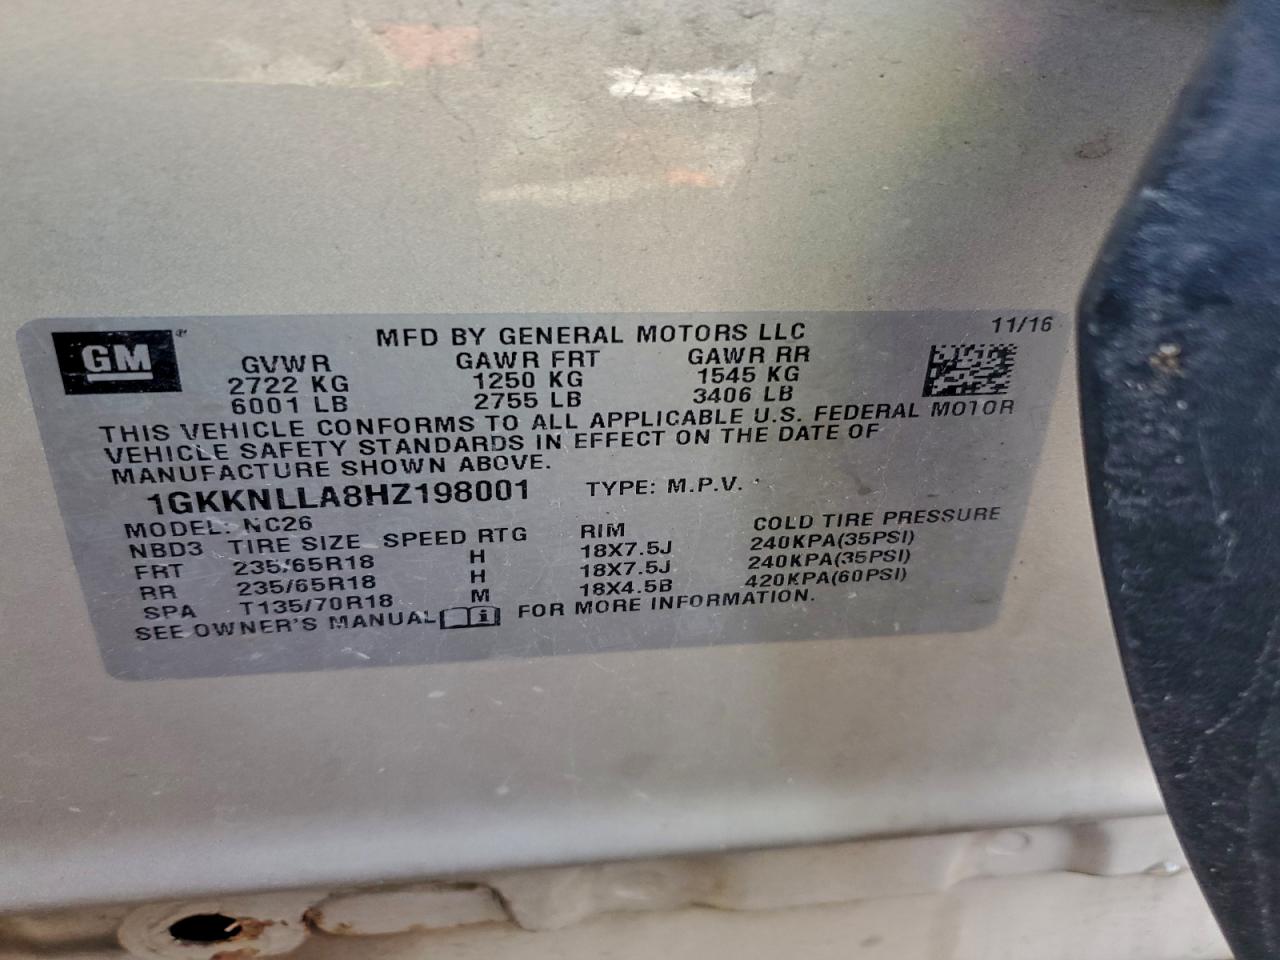 GM®
MFD BY GENERAL MOTORS LLC 11/16
GVWR GAWR FRT GAWR RR
2722 KG 1250 KG 1545 KG
6001 LB 2755 LB 3406 LB
THIS VEHICLE CONFORMS TO ALL APPLICABLE U.S. FEDERAL MOTOR
VEHICLE SAFETY STANDARDS IN EFFECT ON THE DATE OF
MANUFACTURE SHOWN ABOVE.
1GKKNLLA8HZ198001 TYPE: M.P.V.
MODEL: NC26
NBD3 TIRE SIZE SPEED RTG RIM COLD TIRE PRESSURE
FRT 235/65R18 H 18X7.5J 240KPA(35PSI)
RR 235/65R18 H 18X7.5J 240KPA(35PSI)
SPA T135/70R18 M 18X4.5B 420KPA(60PSI)
SEE OWNER'S MANUAL i FOR MORE INFORMATION.